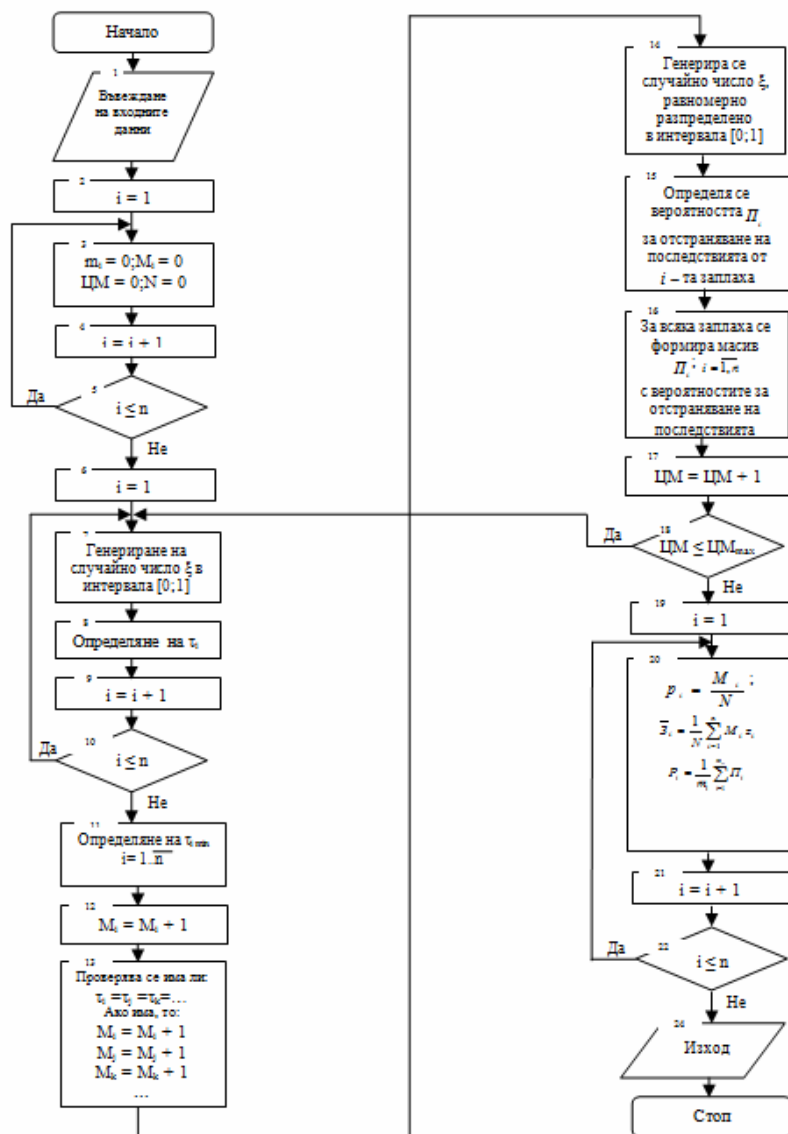 Начало
1
Въвеждане
на входните
данни
2
i = 1
3
m₁ = 0;M₁ = 0
ЦМ = 0;N = 0
4
i = i + 1
5
Да
i ≤ n
Не
6
i = 1
7
Генериране на
случайно число ξ в
интервала [0;1]
8
Определяне на τᵢ
9
i = i + 1
10
Да
i ≤ n
Не
11
Определяне на τᵢ min
i= 1..n
12
Mᵢ = Mᵢ + 1
13
Проверява се има ли:
τᵢ =τⱼ =τₖ=...
Ако има, то:
Mᵢ = Mᵢ + 1
Mⱼ = Mⱼ + 1
Mₖ = Mₖ + 1
...
14
Генерира се
случайно число ξ,
равномерно
разпределено
в интервала [0;1]
15
Определя се
вероятността Πᵢ
за отстраняване на
последствията от
i – та заплаха
16
За всяка заплаха се
формира масив
Πᵢ; i = 1,n
с вероятностите за
отстраняване на
последствията
17
ЦМ = ЦМ + 1
18
Да
ЦМ ≤ ЦМmax
Не
19
i = 1
20
pᵢ = Mᵢ / N ;
21
i = i + 1
22
Да
i ≤ n
Не
Изход
Стоп